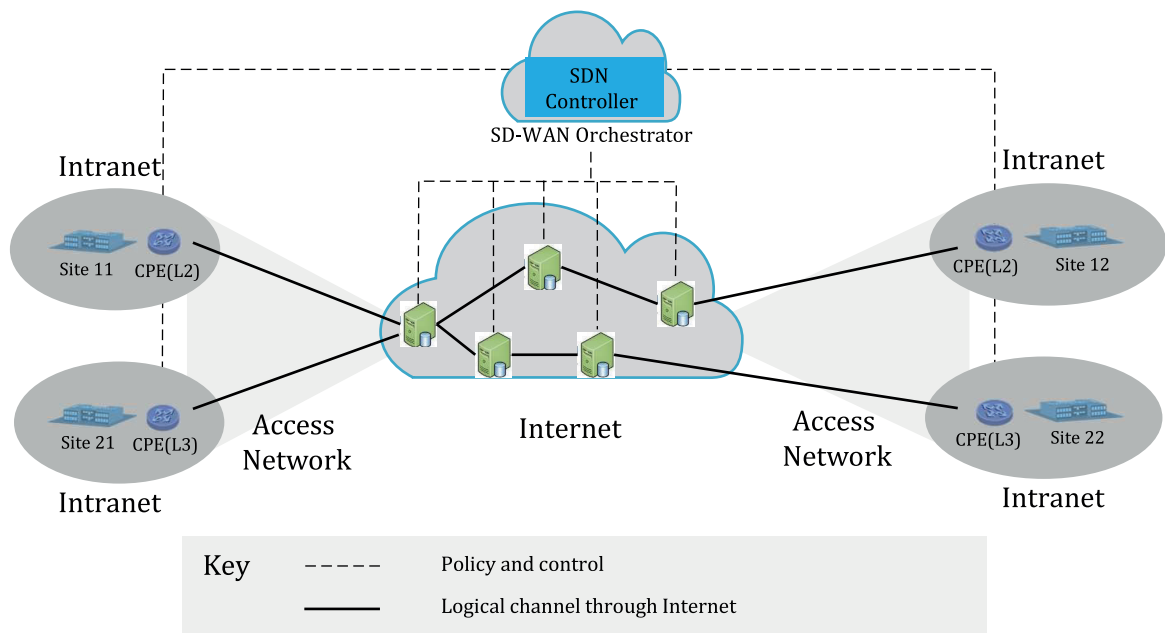 SDN
Controller
SD-WAN Orchestrator
Intranet
Intranet
Site 11
CPE(L2)
CPE(L2)
Site 12
Site 21
CPE(L3)
CPE(L3)
Site 22
Access
Network
Internet
Access
Network
Intranet
Intranet
Key
Policy and control
Logical channel through Internet